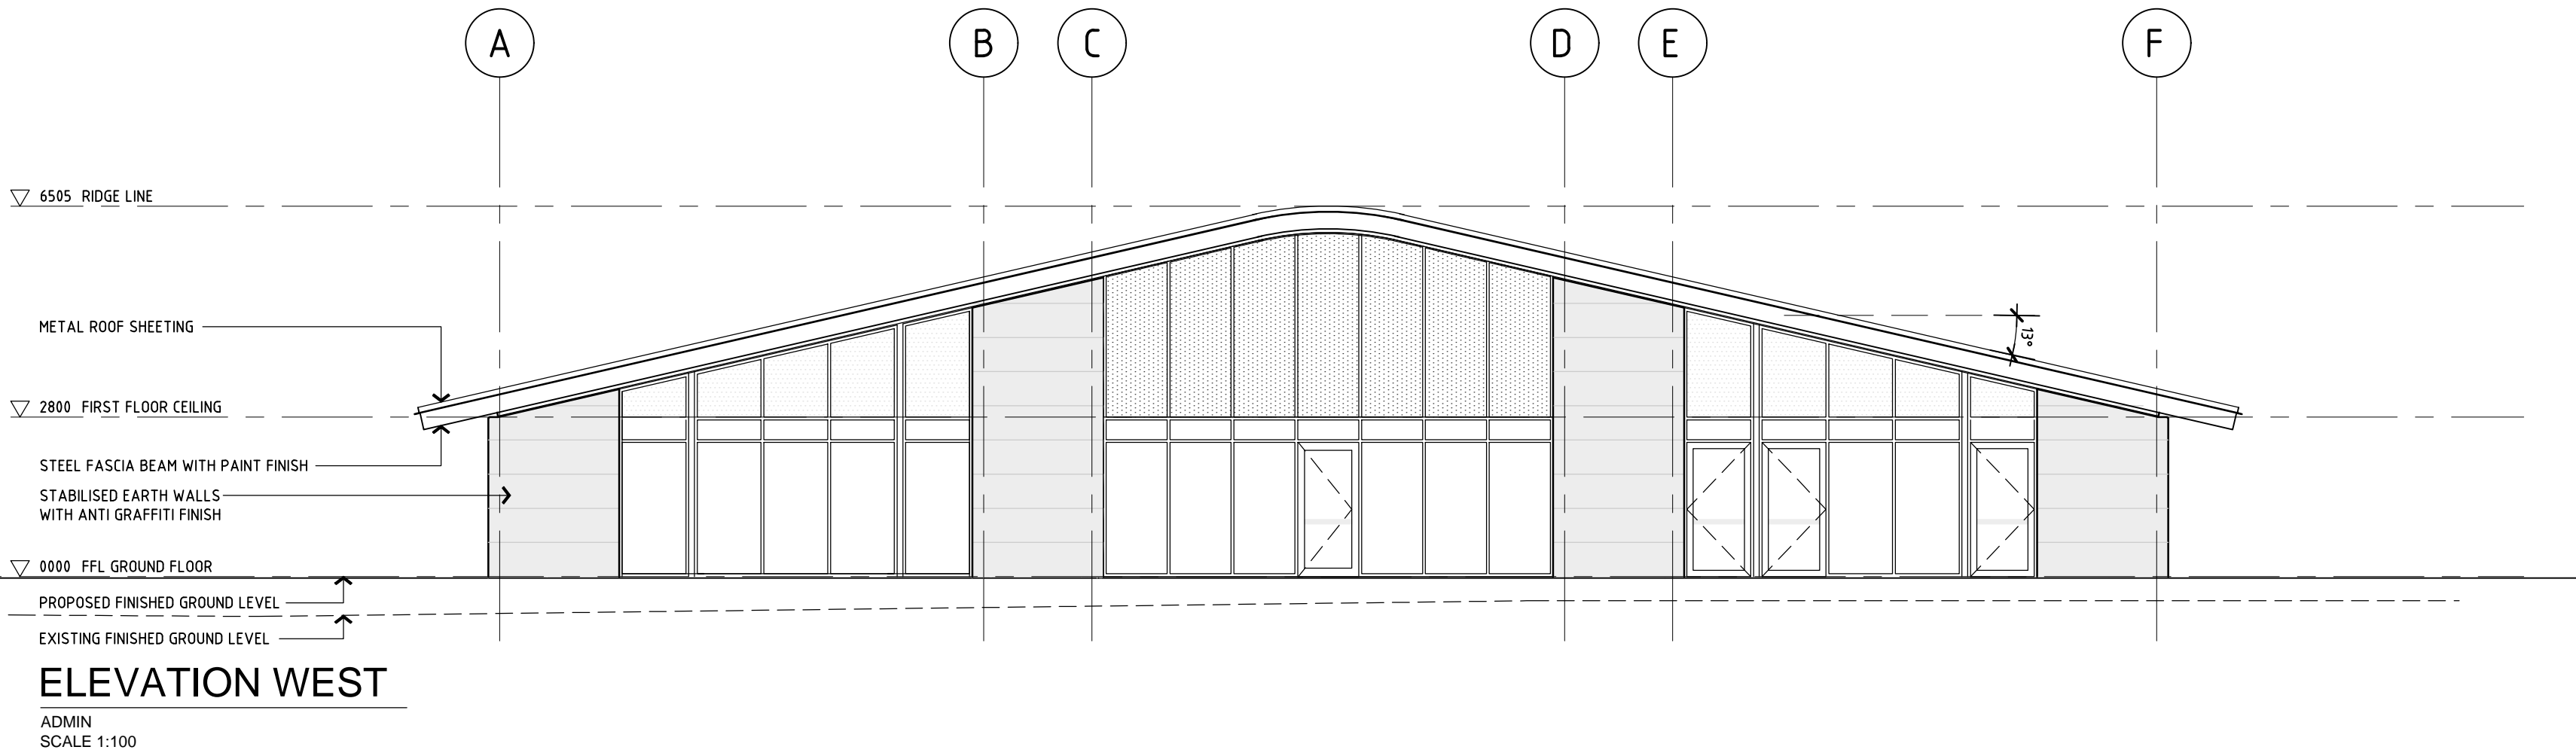 A B C D E F
6505 RIDGE LINE
METAL ROOF SHEETING
13°
2800 FIRST FLOOR CEILING
STEEL FASCIA BEAM WITH PAINT FINISH
STABILISED EARTH WALLS
WITH ANTI GRAFFITI FINISH
0000 FFL GROUND FLOOR
PROPOSED FINISHED GROUND LEVEL
EXISTING FINISHED GROUND LEVEL
ELEVATION WEST
ADMIN
SCALE 1:100